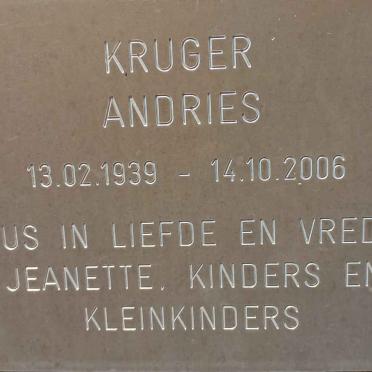 KRUGER
ANDRIES
13.02.1939 - 14.10.2006
US IN LIEFDE EN VRED
JEANETTE, KINDERS EN
KLEINKINDERS